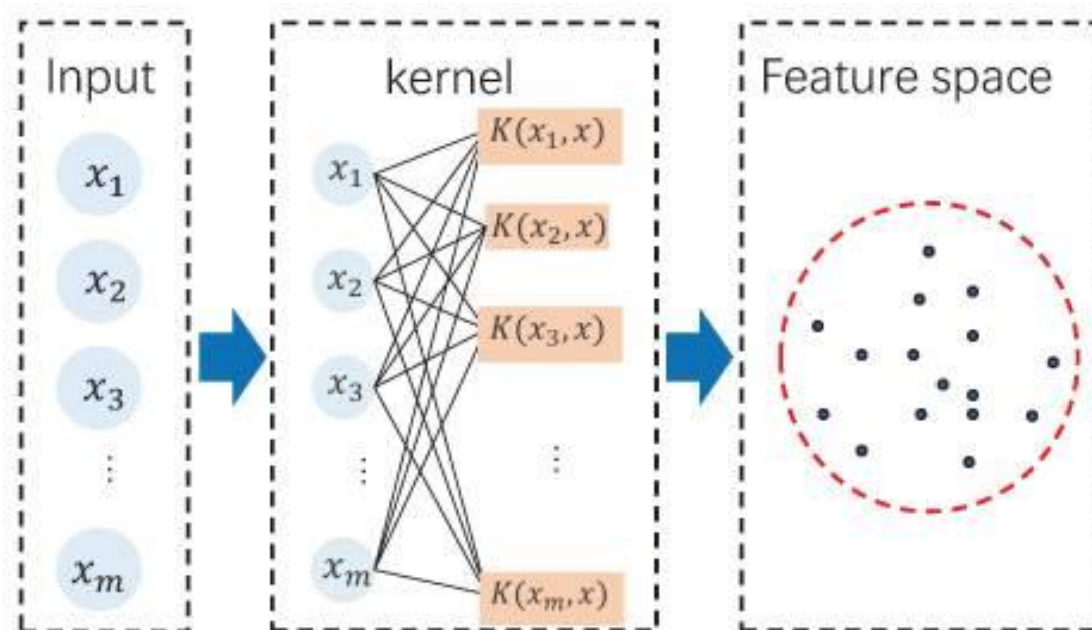 Input
x₁
x₂
x₃
⋮
xₘ
kernel
x₁
x₂
x₃
⋮
xₘ
K(x₁, x)
K(x₂, x)
K(x₃, x)
⋮
K(xₘ, x)
Feature space